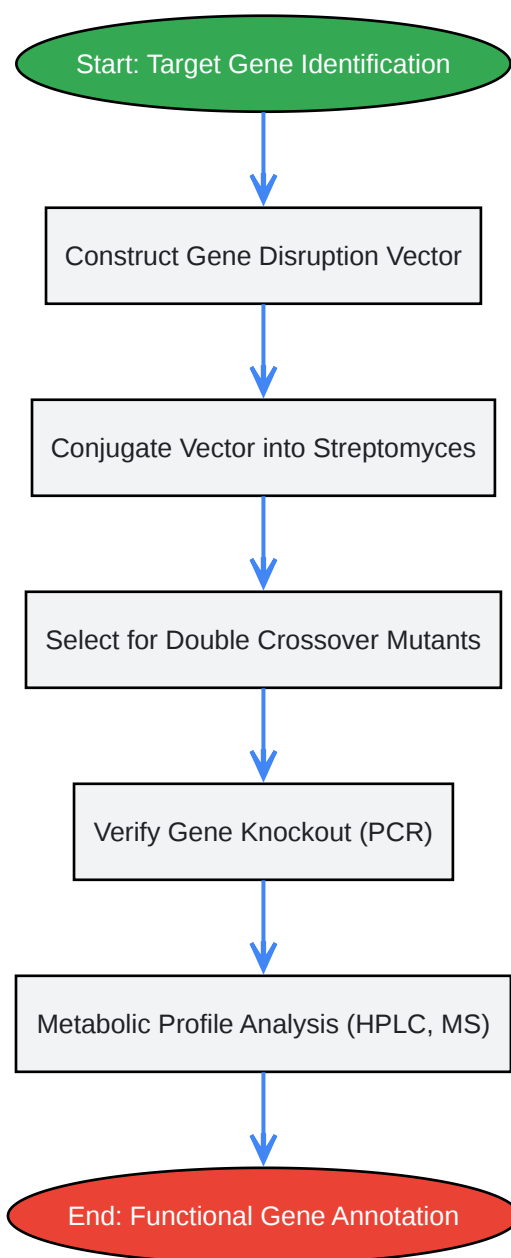 Start: Target Gene Identification
Construct Gene Disruption Vector
Conjugate Vector into Streptomyces
Select for Double Crossover Mutants
Verify Gene Knockout (PCR)
Metabolic Profile Analysis (HPLC, MS)
End: Functional Gene Annotation